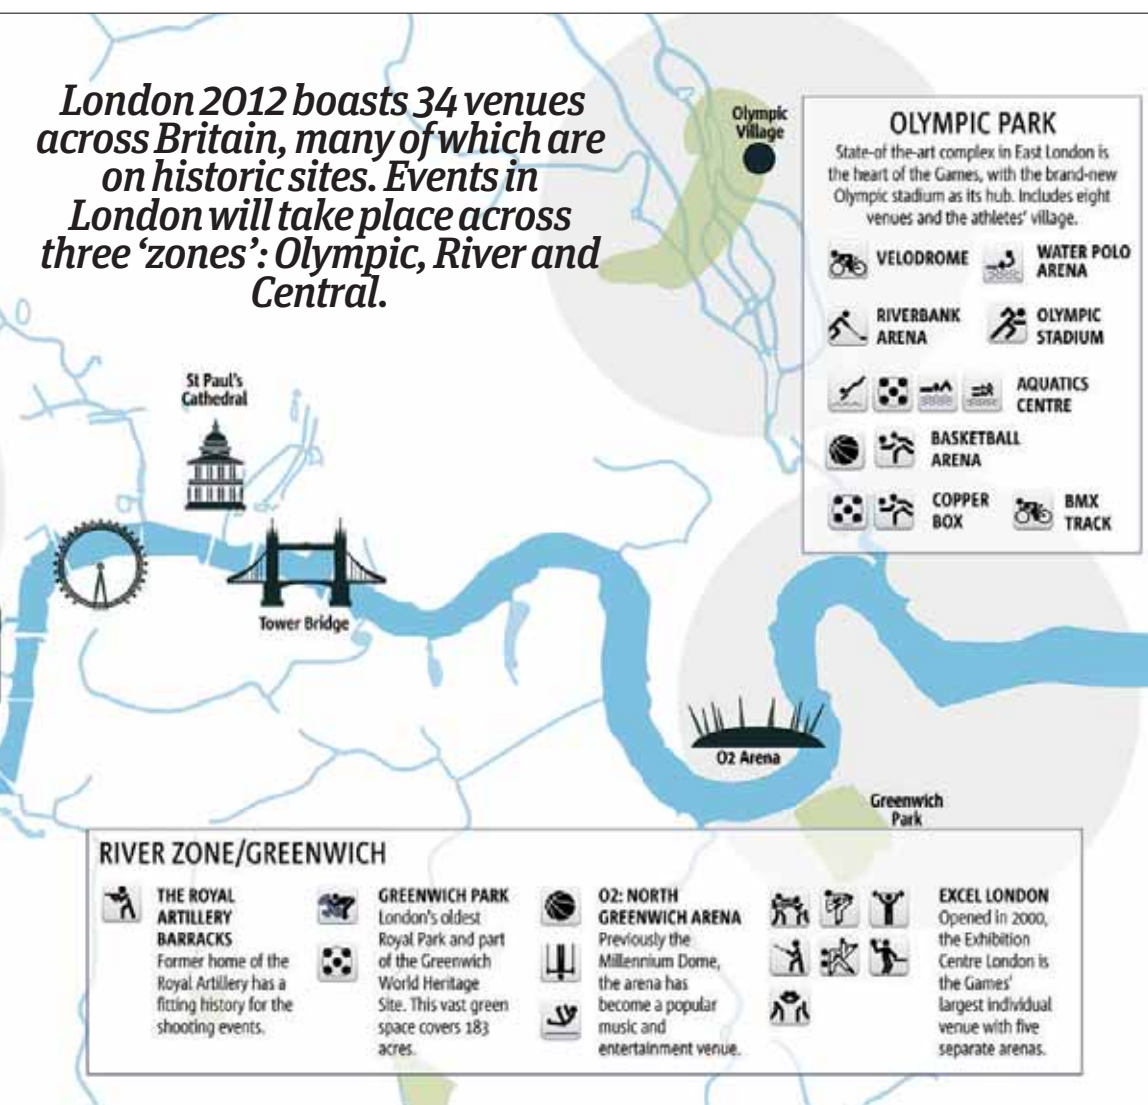 London 2012 boasts 34 venues
across Britain, many of which are
on historic sites. Events in
London will take place across
three ‘zones’: Olympic, River and
Central.
Olympic
Village
OLYMPIC PARK
State-of the-art complex in East London is
the heart of the Games, with the brand-new
Olympic stadium as its hub. Includes eight
venues and the athletes’ village.
VELODROME
WATER POLO
ARENA
RIVERBANK
ARENA
OLYMPIC
STADIUM
AQUATICS
CENTRE
BASKETBALL
ARENA
COPPER
BOX
BMX
TRACK
St Paul’s
Cathedral
Tower Bridge
O2 Arena
Greenwich
Park
RIVER ZONE/GREENWICH
THE ROYAL
ARTILLERY
BARRACKS
Former home of the
Royal Artillery has a
fitting history for the
shooting events.
GREENWICH PARK
London’s oldest
Royal Park and part
of the Greenwich
World Heritage
Site. This vast green
space covers 183
acres.
O2: NORTH
GREENWICH ARENA
Previously the
Millennium Dome,
the arena has
become a popular
music and
entertainment venue.
EXCEL LONDON
Opened in 2000,
the Exhibition
Centre London is
the Games’
largest individual
venue with five
separate arenas.